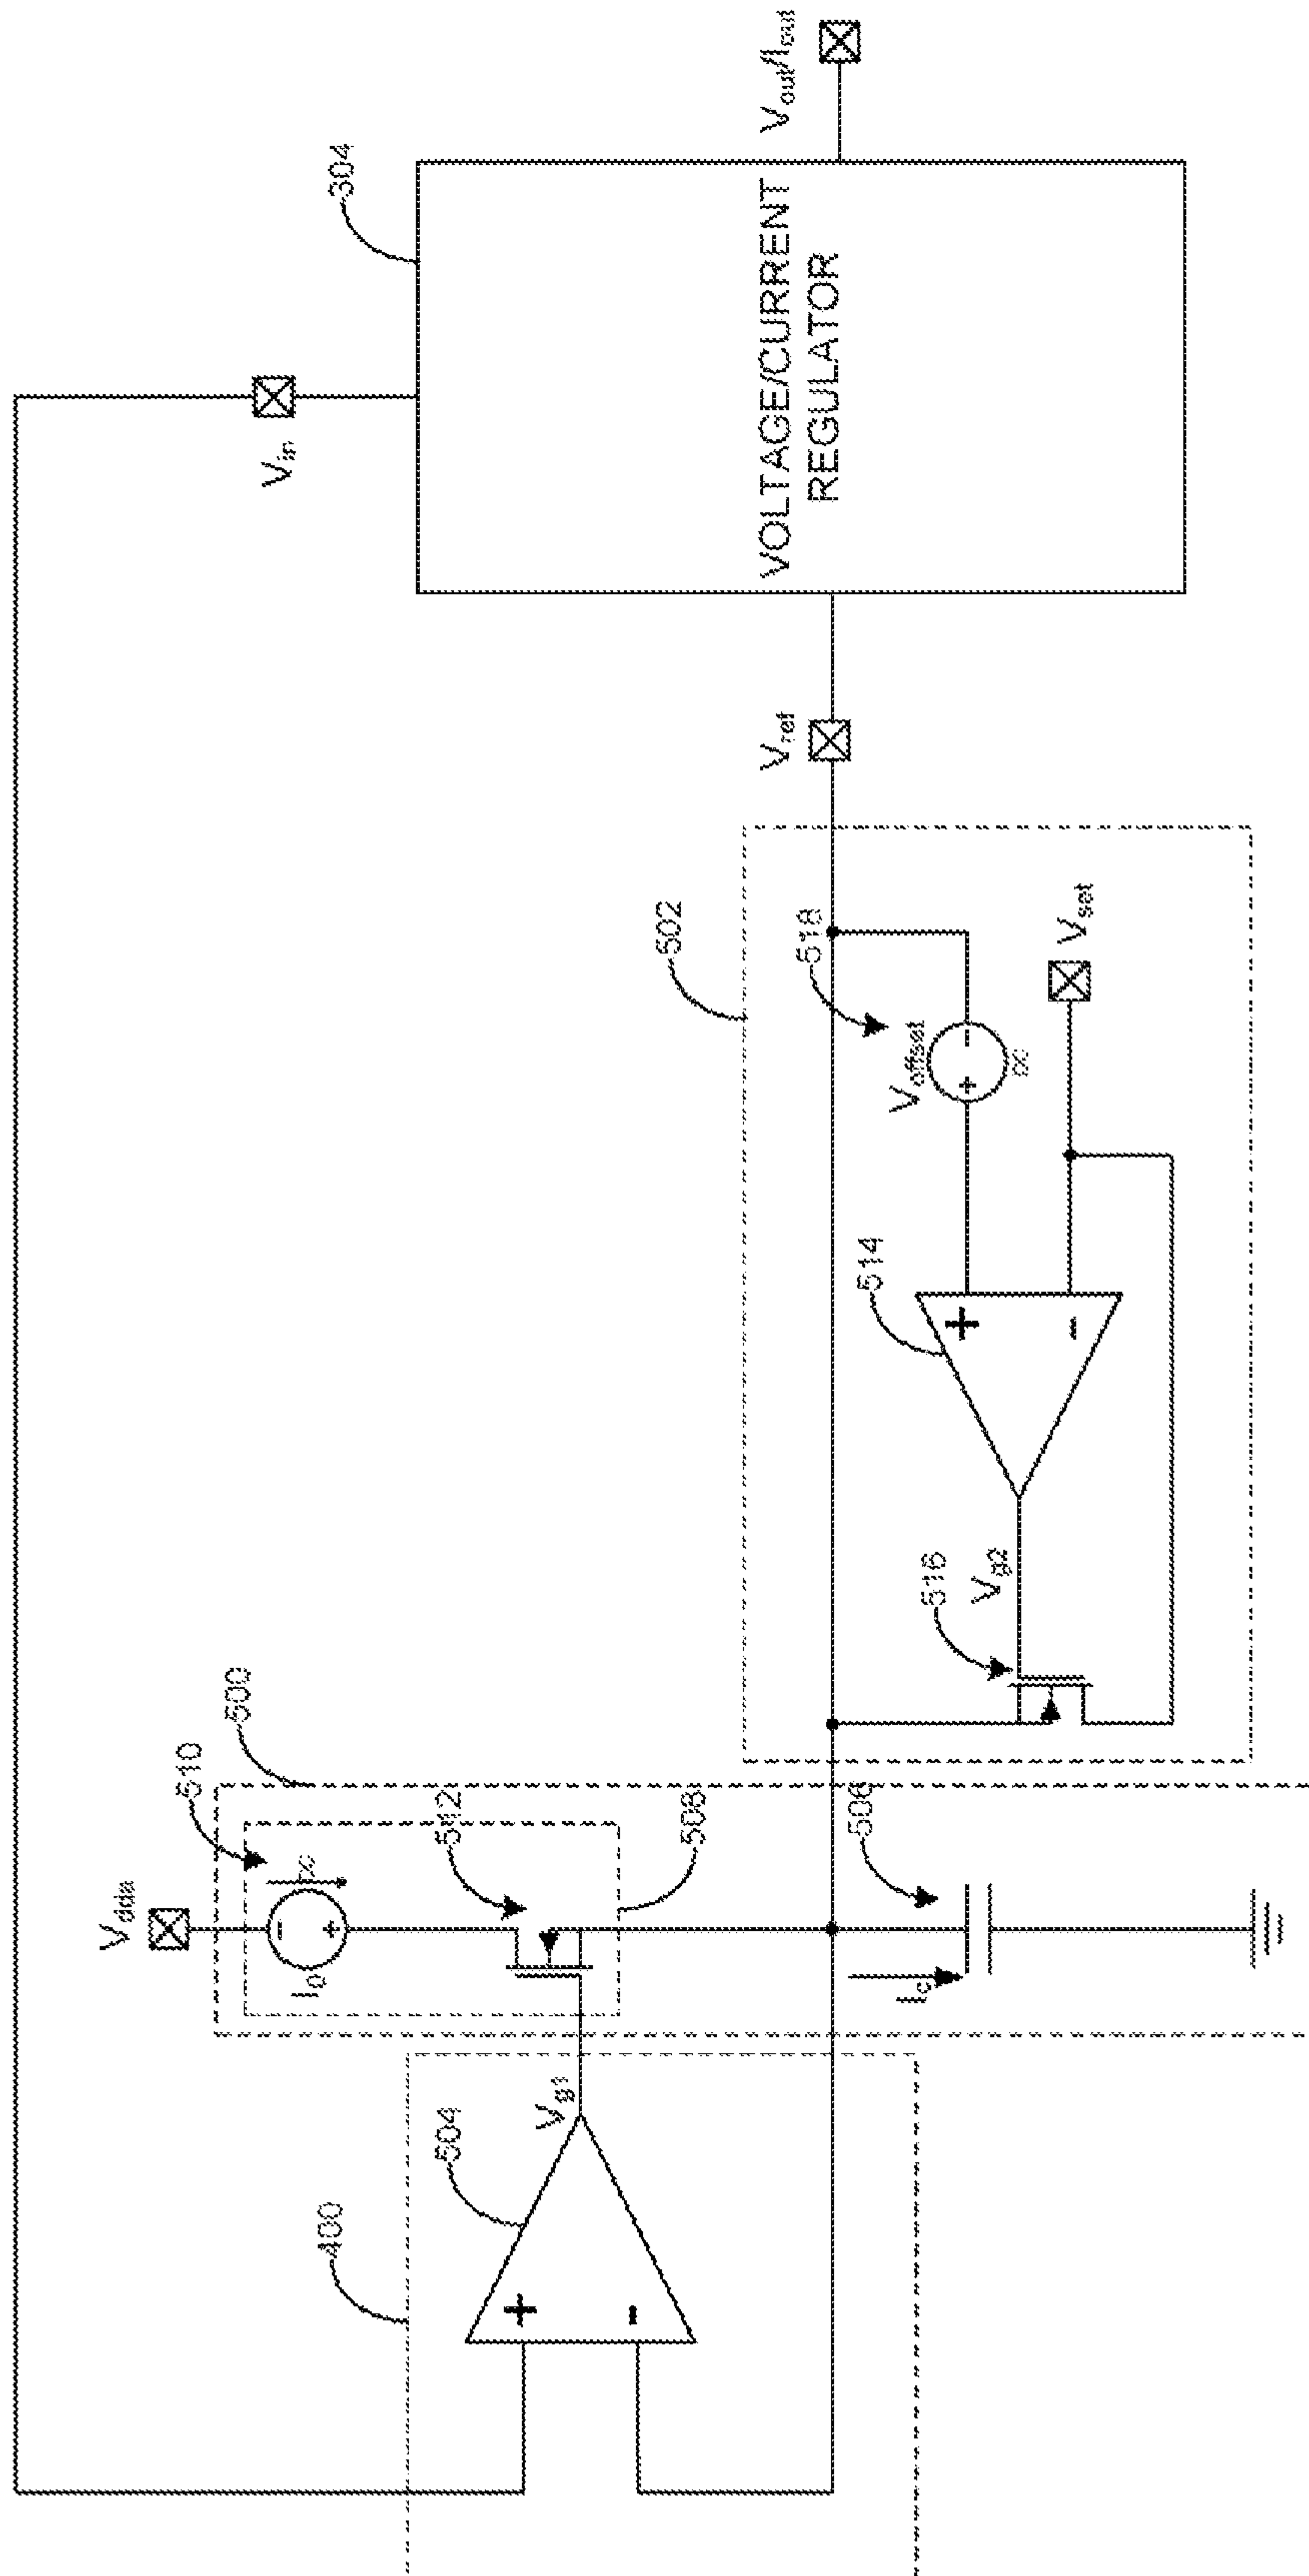 400
504
+
-
Vg1
Vdda
510
I0
-
+
512
508
500
506
Ic
516
Vg2
514
+
-
502
518
Voffset
+ -
Vset
Vref
Vin
304
VOLTAGE/CURRENT
REGULATOR
Vout/Iout